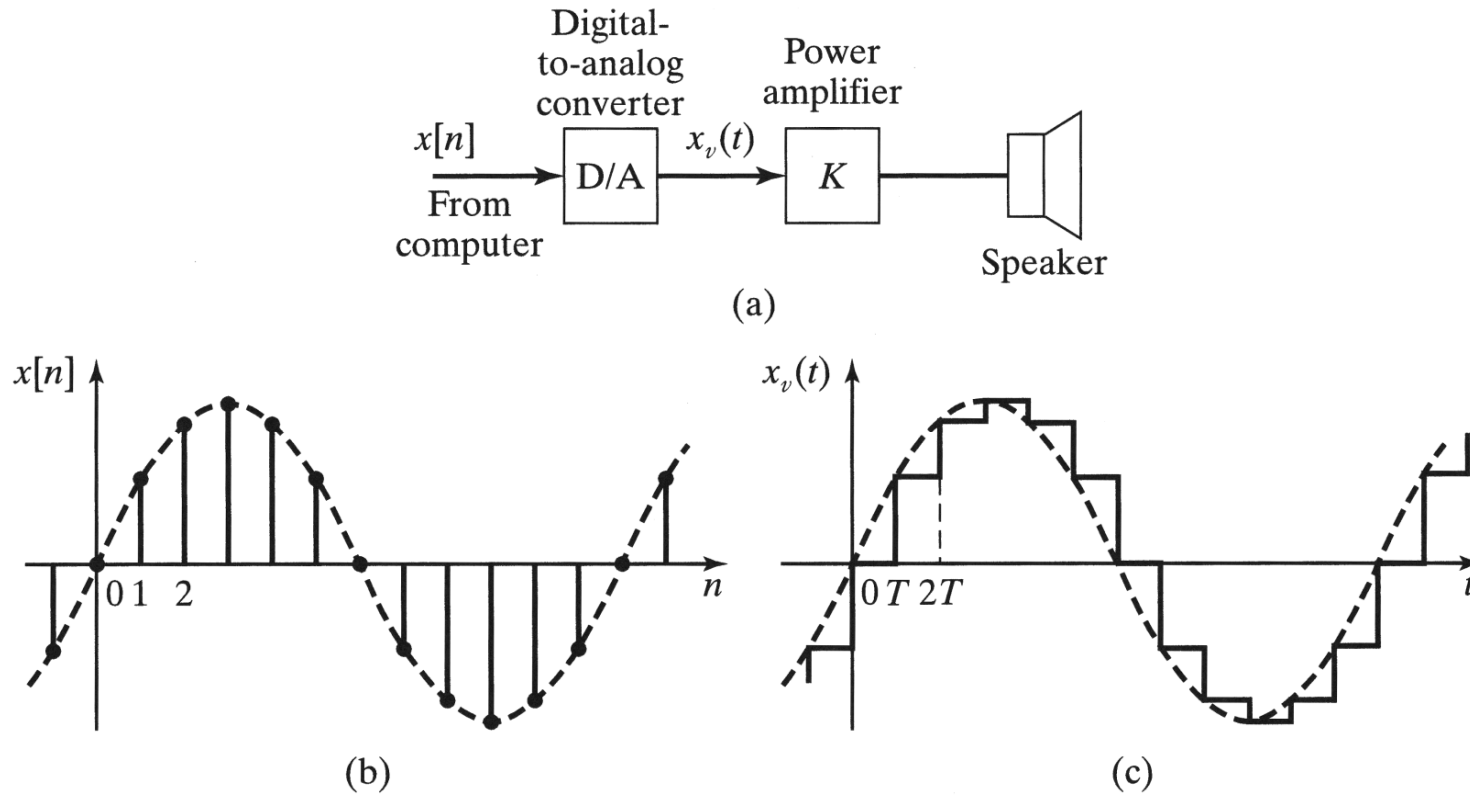 Digital-
to-analog
converter
Power
amplifier
x[n]
x_v(t)
D/A
K
From
computer
Speaker
(a)
x[n]
0 1 2
n
(b)
x_v(t)
0 T 2T
t
(c)